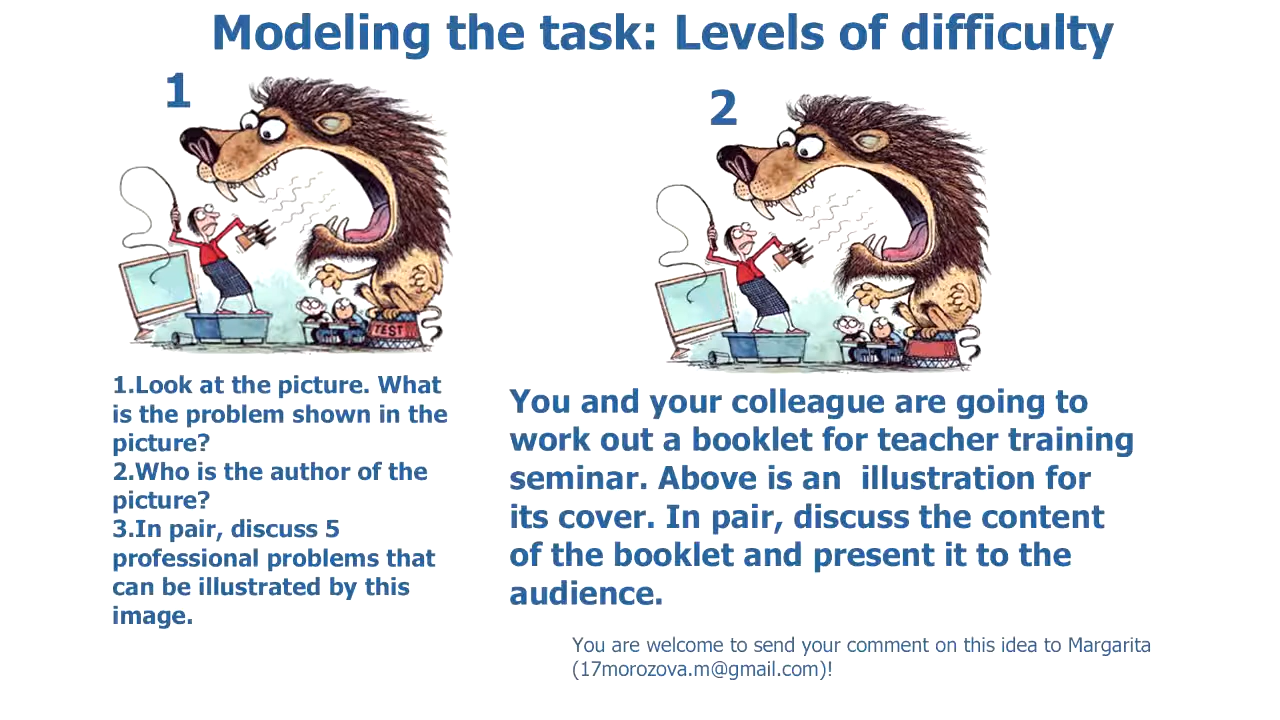 Modeling the task: Levels of difficulty
1
TEST
1.Look at the picture. What
is the problem shown in the
picture?
2.Who is the author of the
picture?
3.In pair, discuss 5
professional problems that
can be illustrated by this
image.
2
You and your colleague are going to
work out a booklet for teacher training
seminar. Above is an  illustration for
its cover. In pair, discuss the content
of the booklet and present it to the
audience.
You are welcome to send your comment on this idea to Margarita
(17morozova.m@gmail.com)!